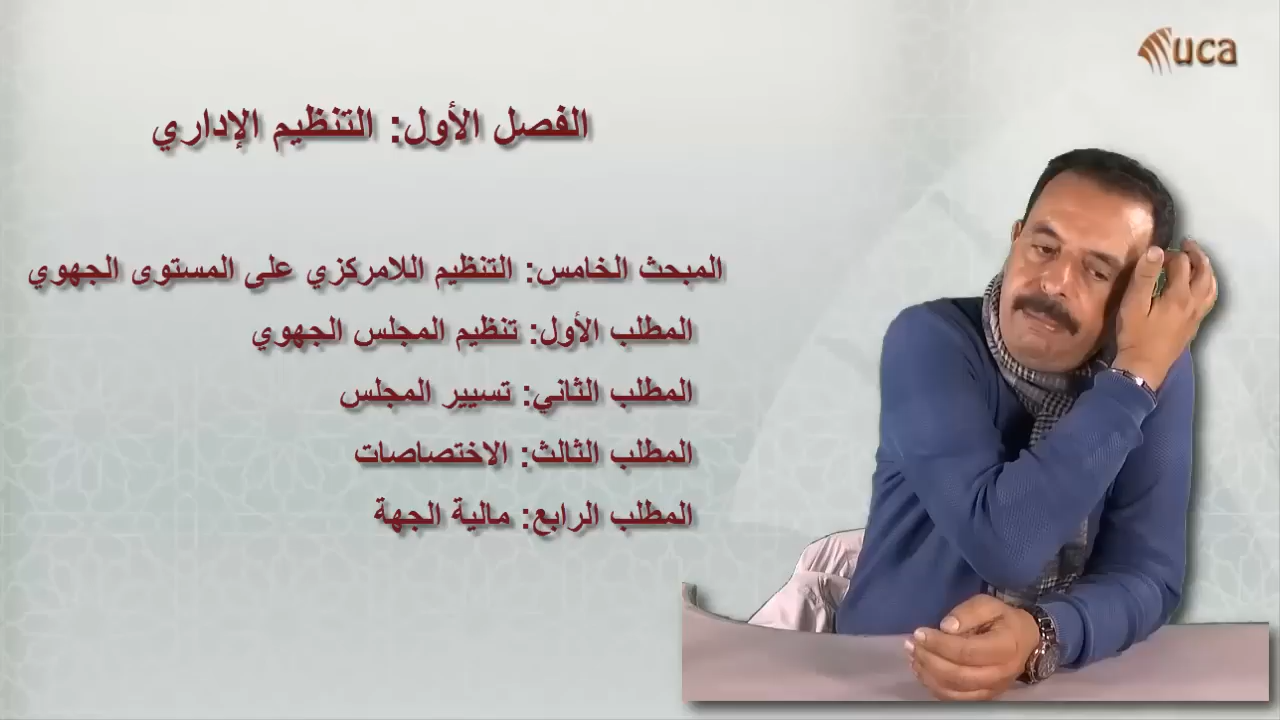 uca
الفصل الأول: التنظيم الإداري
المبحث الخامس: التنظيم اللامركزي على المستوى الجهوي
المطلب الأول: تنظيم المجلس الجهوي
المطلب الثاني: تسيير المجلس
المطلب الثالث: الاختصاصات
المطلب الرابع: مالية الجهة